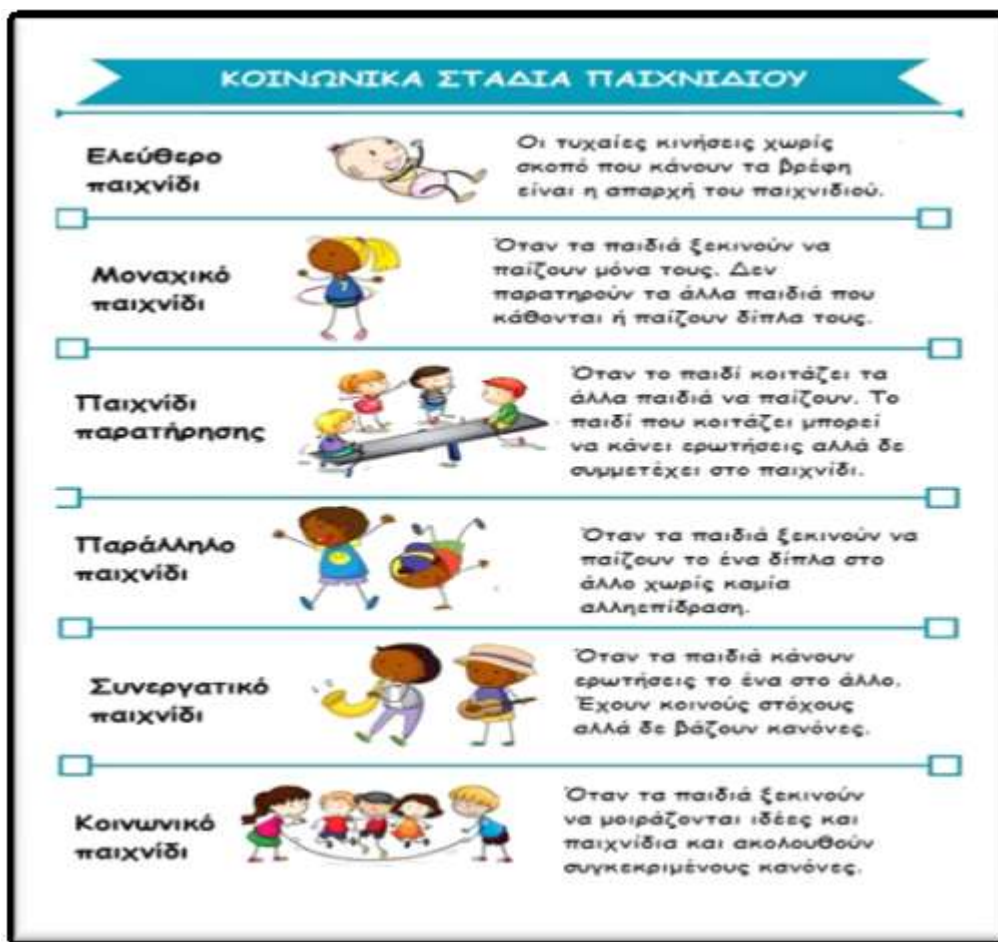 ΚΟΙΝΩΝΙΚΑ ΣΤΑΔΙΑ ΠΑΙΧΝΙΔΙΟΥ
Ελεύθερο
παιχνίδι
Οι τυχαίες κινήσεις χωρίς
σκοπό που κάνουν τα βρέφη
είναι η απαρχή του παιχνιδιού.
Μοναχικό
παιχνίδι
Όταν τα παιδιά ξεκινούν να
παίζουν μόνα τους. Δεν
παρατηρούν τα άλλα παιδιά που
κάθονται ή παίζουν δίπλα τους.
Παιχνίδι
παρατήρησης
Όταν το παιδί κοιτάζει τα
άλλα παιδιά να παίζουν. Το
παιδί που κοιτάζει μπορεί
να κάνει ερωτήσεις αλλά δε
συμμετέχει στο παιχνίδι.
Παράλληλο
παιχνίδι
Όταν τα παιδιά ξεκινούν να
παίζουν το ένα δίπλα στο
άλλο χωρίς καμία
αλληεπίδραση.
Συνεργατικό
παιχνίδι
Όταν τα παιδιά κάνουν
ερωτήσεις το ένα στο άλλο.
Έχουν κοινούς στόχους
αλλά δε βάζουν κανόνες.
Κοινωνικό
παιχνίδι
Όταν τα παιδιά ξεκινούν
να μοιράζονται ιδέες και
παιχνίδια και ακολουθούν
συγκεκριμένους κανόνες.